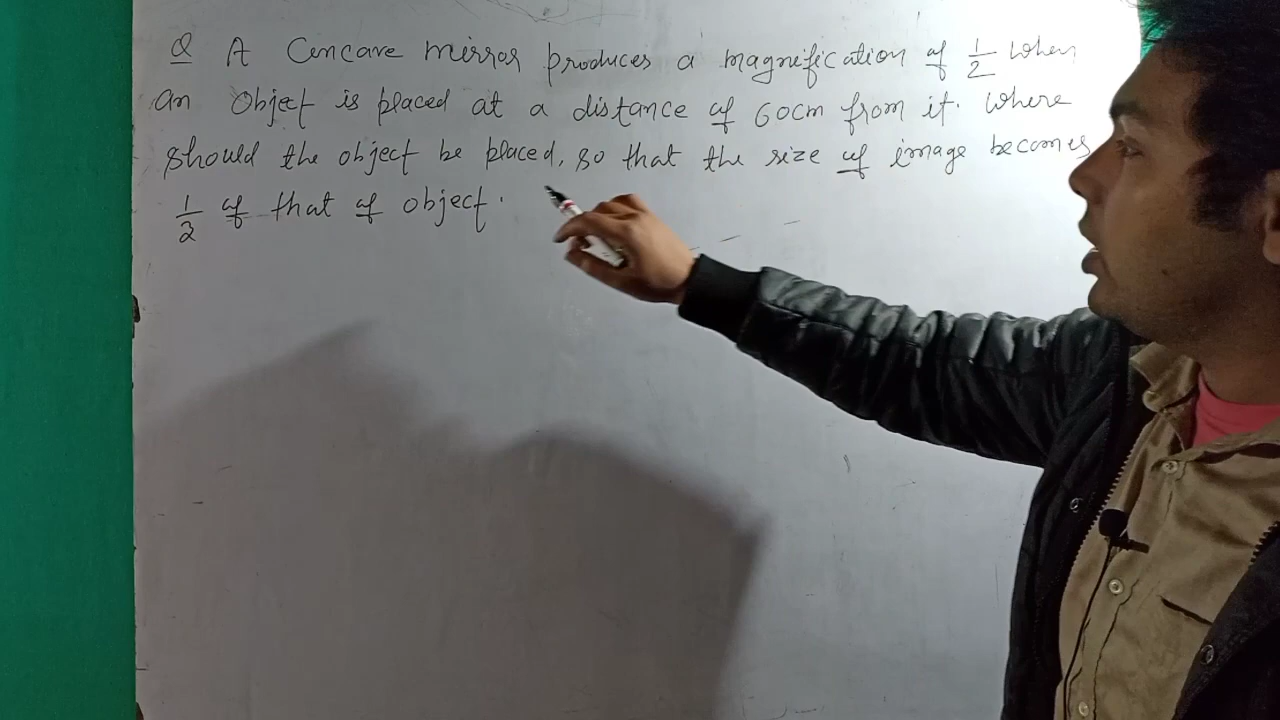 Q A Concave mirror produces a magnification of 1/2 when
an object is placed at a distance of 60cm from it. Where
should the object be placed, so that the size of image becomes
1/3 of that of object.